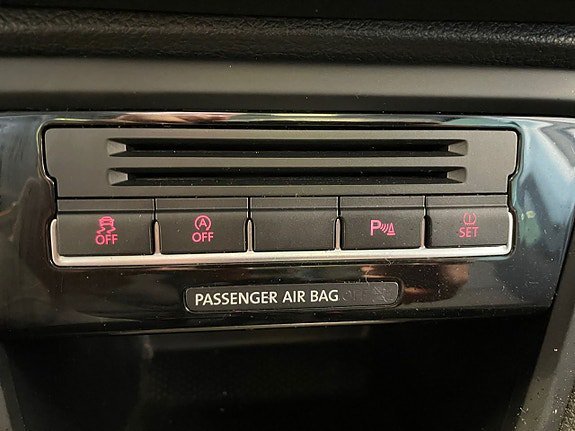 OFF
A
OFF
P
SET
PASSENGER AIR BAG